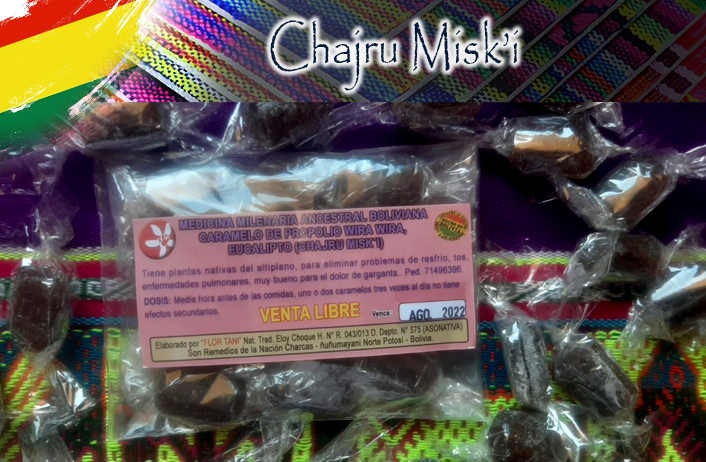 Chajru Misk'i
MEDICINA MILENARIA ANCESTRAL BOLIVIANA
CARAMELO DE PROPOLIO WIRA WIRA,
EUCALIPTO (CHAJRU MISK'I)
Tiene plantas nativas del altiplano, para eliminar problemas de resfrio, tos,
enfermedades pulmonares, muy bueno para el dolor de garganta.. Ped. 71496396
DOSIS: Media hora antes de las comidas, uno o dos caramelos tres veces al día no tiene
efectos secundarios.
VENTA LIBRE
Vence
AGO. 2022
Elaborado por "FLOR TANI" Nat. Trad. Eloy Choque H. N° R. 043/013 D. Depto. N° 575 (ASONATIVA)
Son Remedios de la Nación Charcas - ñuñumayani Norte Potosí - Bolivia.